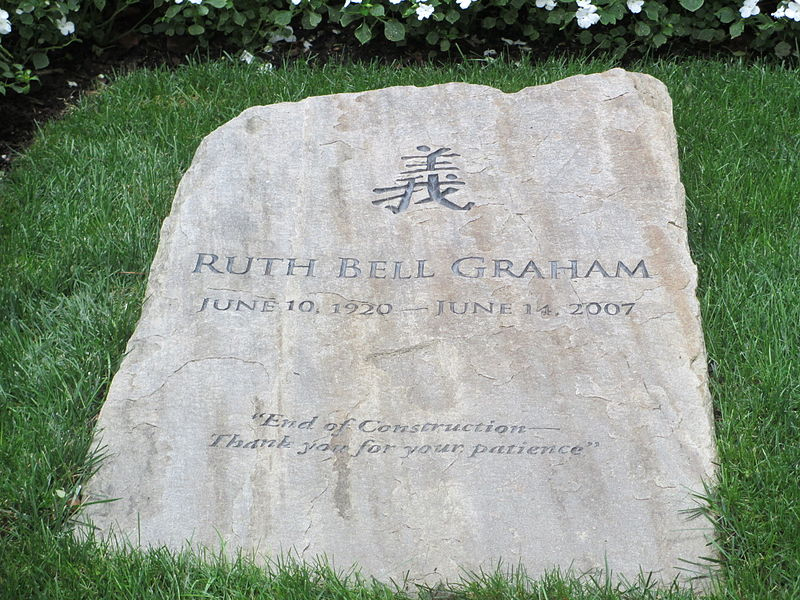 義
RUTH BELL GRAHAM
JUNE 10, 1920 — JUNE 14, 2007
“End of Construction—
Thank you for your patience”